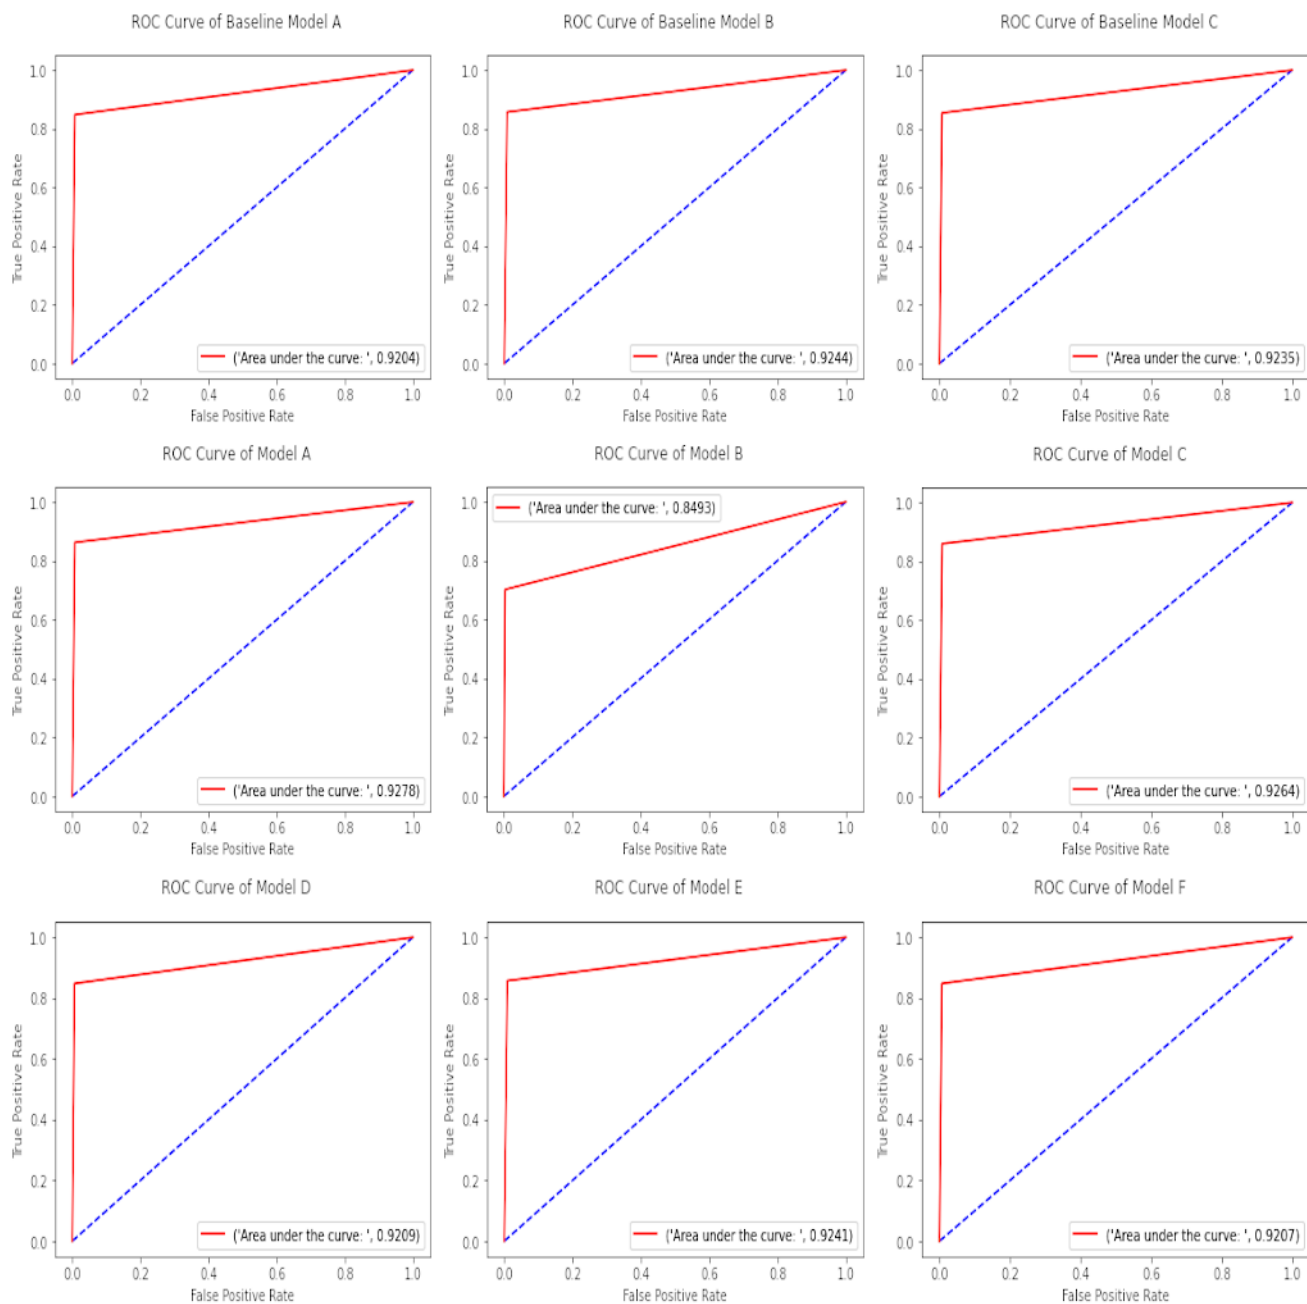 ROC Curve of Baseline Model A
1.0
0.8
0.6
0.4
0.2
0.0
True Positive Rate
('Area under the curve: ', 0.9204)
0.0 0.2 0.4 0.6 0.8 1.0
False Positive Rate
ROC Curve of Baseline Model B
1.0
0.8
0.6
0.4
0.2
0.0
True Positive Rate
('Area under the curve: ', 0.9244)
0.0 0.2 0.4 0.6 0.8 1.0
False Positive Rate
ROC Curve of Baseline Model C
1.0
0.8
0.6
0.4
0.2
0.0
True Positive Rate
('Area under the curve: ', 0.9235)
0.0 0.2 0.4 0.6 0.8 1.0
False Positive Rate
ROC Curve of Model A
1.0
0.8
0.6
0.4
0.2
0.0
True Positive Rate
('Area under the curve: ', 0.9278)
0.0 0.2 0.4 0.6 0.8 1.0
False Positive Rate
ROC Curve of Model B
('Area under the curve: ', 0.8493)
1.0
0.8
0.6
0.4
0.2
0.0
True Positive Rate
0.0 0.2 0.4 0.6 0.8 1.0
False Positive Rate
ROC Curve of Model C
1.0
0.8
0.6
0.4
0.2
0.0
True Positive Rate
('Area under the curve: ', 0.9264)
0.0 0.2 0.4 0.6 0.8 1.0
False Positive Rate
ROC Curve of Model D
1.0
0.8
0.6
0.4
0.2
0.0
True Positive Rate
('Area under the curve: ', 0.9209)
0.0 0.2 0.4 0.6 0.8 1.0
False Positive Rate
ROC Curve of Model E
1.0
0.8
0.6
0.4
0.2
0.0
True Positive Rate
('Area under the curve: ', 0.9241)
0.0 0.2 0.4 0.6 0.8 1.0
False Positive Rate
ROC Curve of Model F
1.0
0.8
0.6
0.4
0.2
0.0
True Positive Rate
('Area under the curve: ', 0.9207)
0.0 0.2 0.4 0.6 0.8 1.0
False Positive Rate